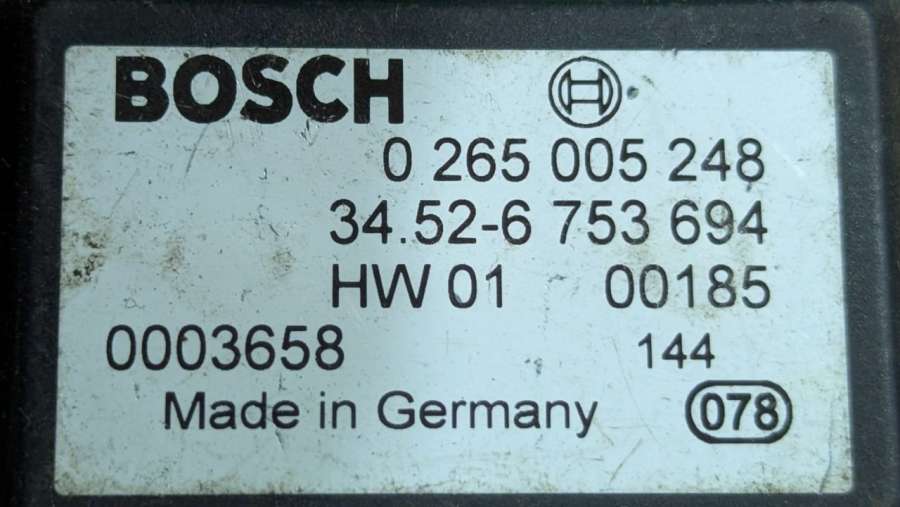 BOSCH
0 265 005 248
34.52-6 753 694
HW 01 00185
0003658 144
Made in Germany 078